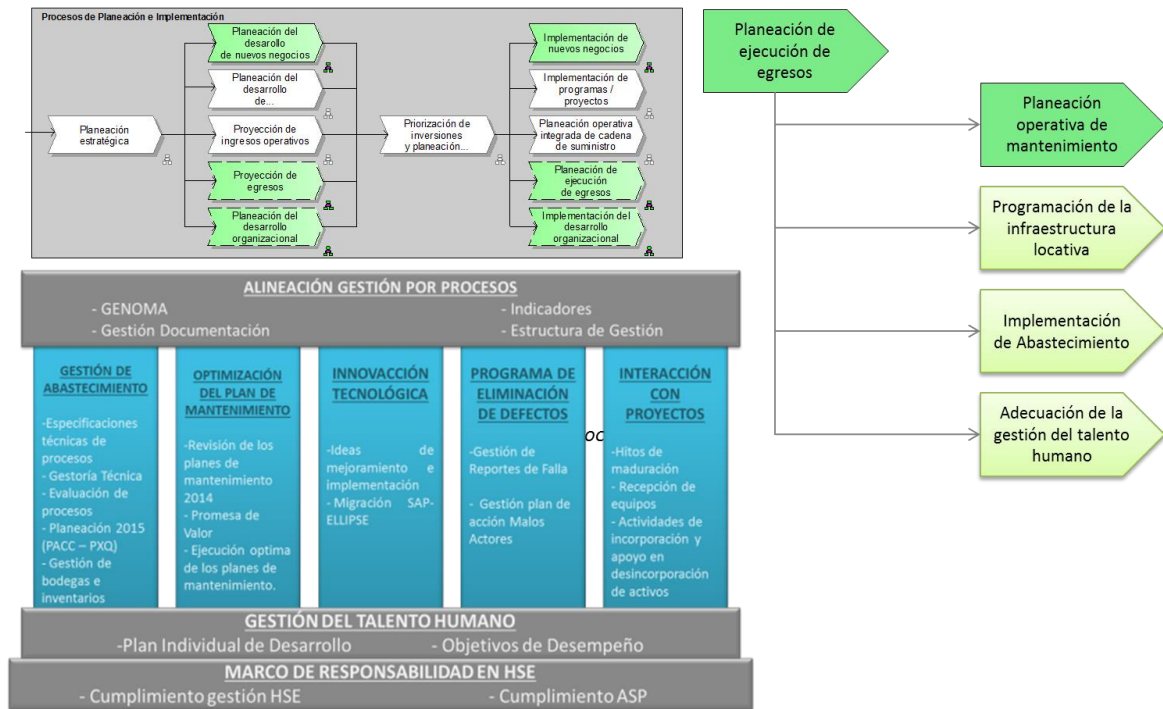 Procesos de Planeación e Implementación
Planeación
estratégica
Planeación del
desarollo
de nuevos negocios
Planeación del
desarrollo
de...
Proyección de
ingresos operativos
Proyección de
egresos
Planeación del
desarrollo
organizacional
Priorización de
inversiones
y planeación...
Implementación de
nuevos negocios
Implementación de
programas /
proyectos
Planeación operativa
integrada de cadena
de suministro
Planeación de
ejecución
de egresos
Implementación del
desarrollo
organizacional
Planeación de
ejecución de
egresos
Planeación
operativa de
mantenimiento
Programación de la
infraestructura
locativa
Implementación
de Abastecimiento
Adecuación de la
gestión del talento
humano
ALINEACIÓN GESTIÓN POR PROCESOS
- GENOMA
- Gestión Documentación
- Indicadores
- Estructura de Gestión
GESTIÓN DE
ABASTECIMIENTO
-Especificaciones
técnicas de
procesos
- Gestoría Técnica
- Evaluación de
procesos
- Planeación 2015
(PACC – PXQ)
- Gestión de
bodegas e
inventarios
OPTIMIZACIÓN
DEL PLAN DE
MANTENIMIENTO
-Revisión de los
planes de
mantenimiento
2014
- Promesa de
Valor
- Ejecución optima
de los planes de
mantenimiento.
INNOVACCIÓN
TECNOLÓGICA
-Ideas de
mejoramiento e
implementación
- Migración SAP-
ELLIPSE
PROGRAMA DE
ELIMINACIÓN
DE DEFECTOS
oc
-Gestión de
Reportes de Falla
- Gestión plan de
acción Malos
Actores
INTERACCIÓN
CON
PROYECTOS
-Hitos de
maduración
- Recepción de
equipos
- Actividades de
incorporación y
apoyo en
desincorporación
de activos
GESTIÓN DEL TALENTO HUMANO
-Plan Individual de Desarrollo
- Objetivos de Desempeño
MARCO DE RESPONSABILIDAD EN HSE
- Cumplimiento gestión HSE
- Cumplimiento ASP